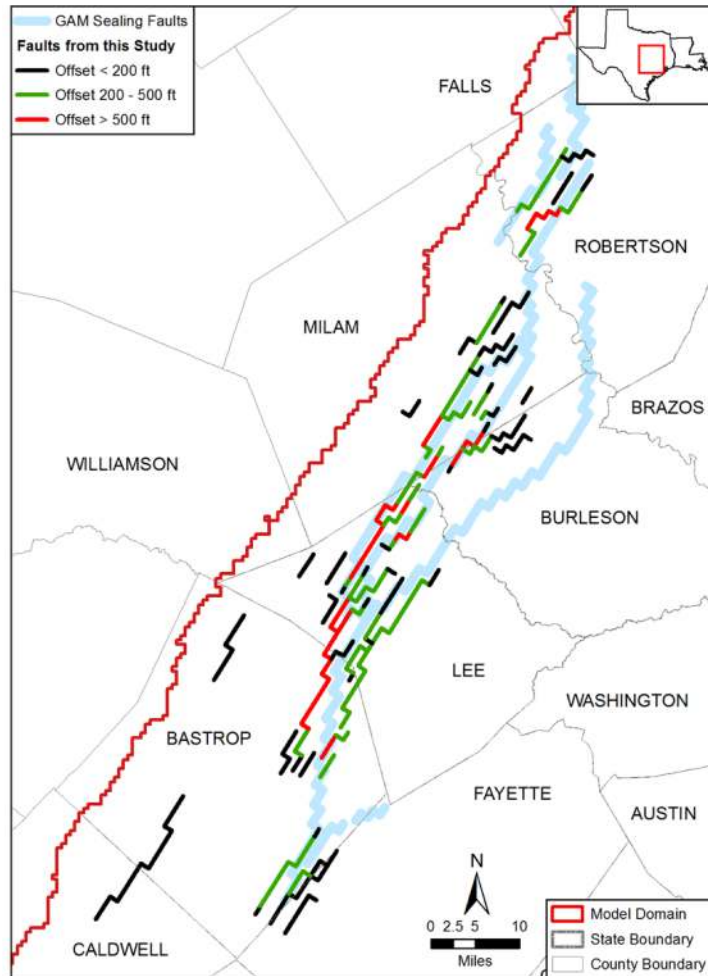 GAM Sealing Faults
Faults from this Study
Offset < 200 ft
Offset 200 - 500 ft
Offset > 500 ft
FALLS
ROBERTSON
MILAM
BRAZOS
WILLIAMSON
BURLESON
LEE
WASHINGTON
BASTROP
FAYETTE
AUSTIN
N
0 2.5 5 10
Miles
CALDWELL
Model Domain
State Boundary
County Boundary